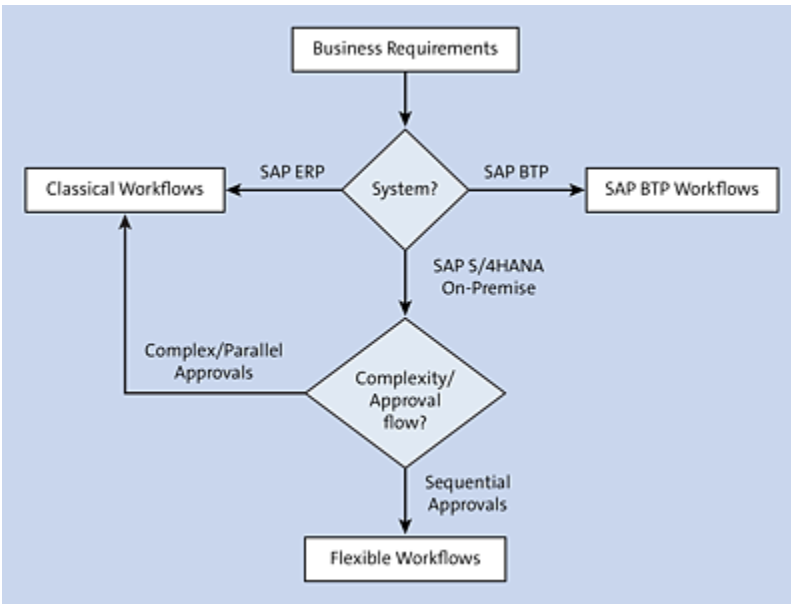 Business Requirements
SAP ERP
SAP BTP
Classical Workflows
System?
SAP BTP Workflows
SAP S/4HANA
On-Premise
Complex/Parallel
Approvals
Complexity/
Approval
flow?
Sequential
Approvals
Flexible Workflows